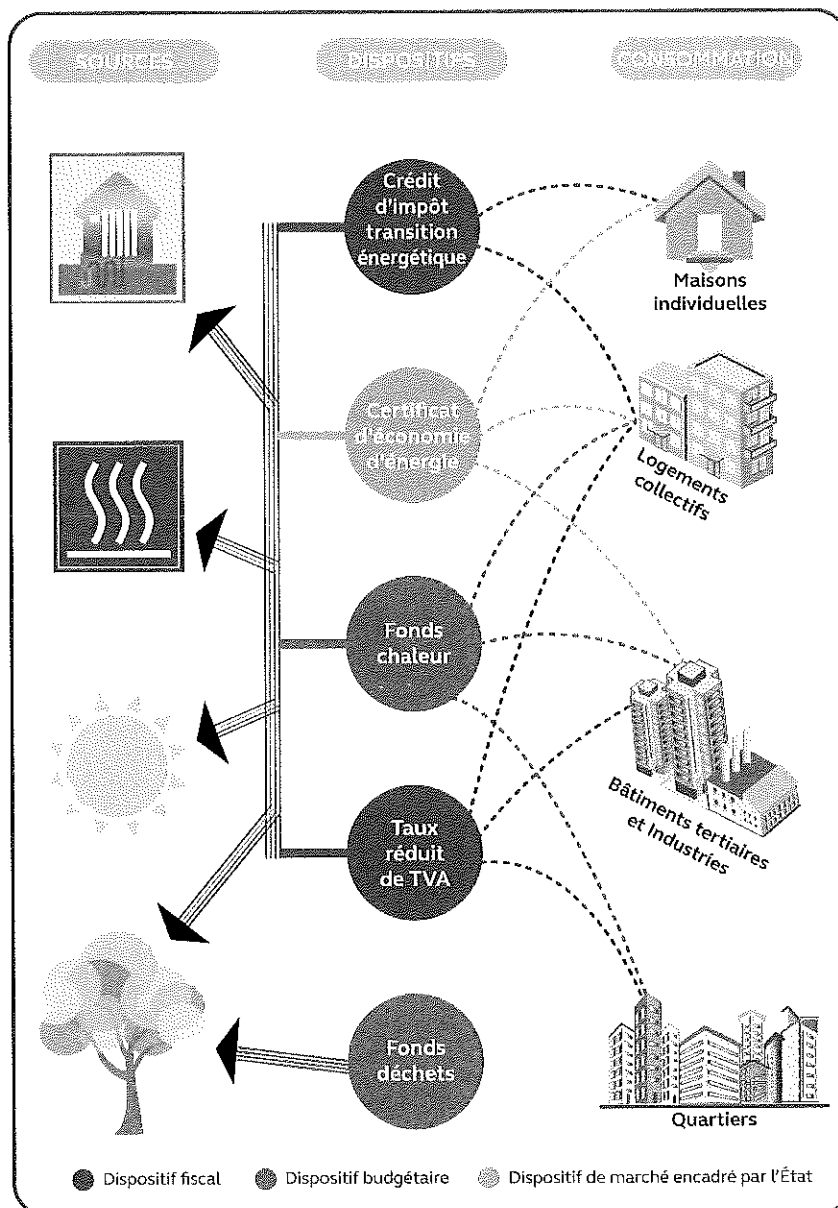 SOURCES
DISPOSITIFS
CONSOMMATION
Crédit
d'impôt
transition
énergétique
Maisons
individuelles
Certificat
d'économie
d'énergie
Logements
collectifs
Fonds
chaleur
Bâtiments tertiaires
et Industries
Taux
réduit
de TVA
Fonds
déchets
Quartiers
Dispositif fiscal
Dispositif budgétaire
Dispositif de marché encadré par l'État